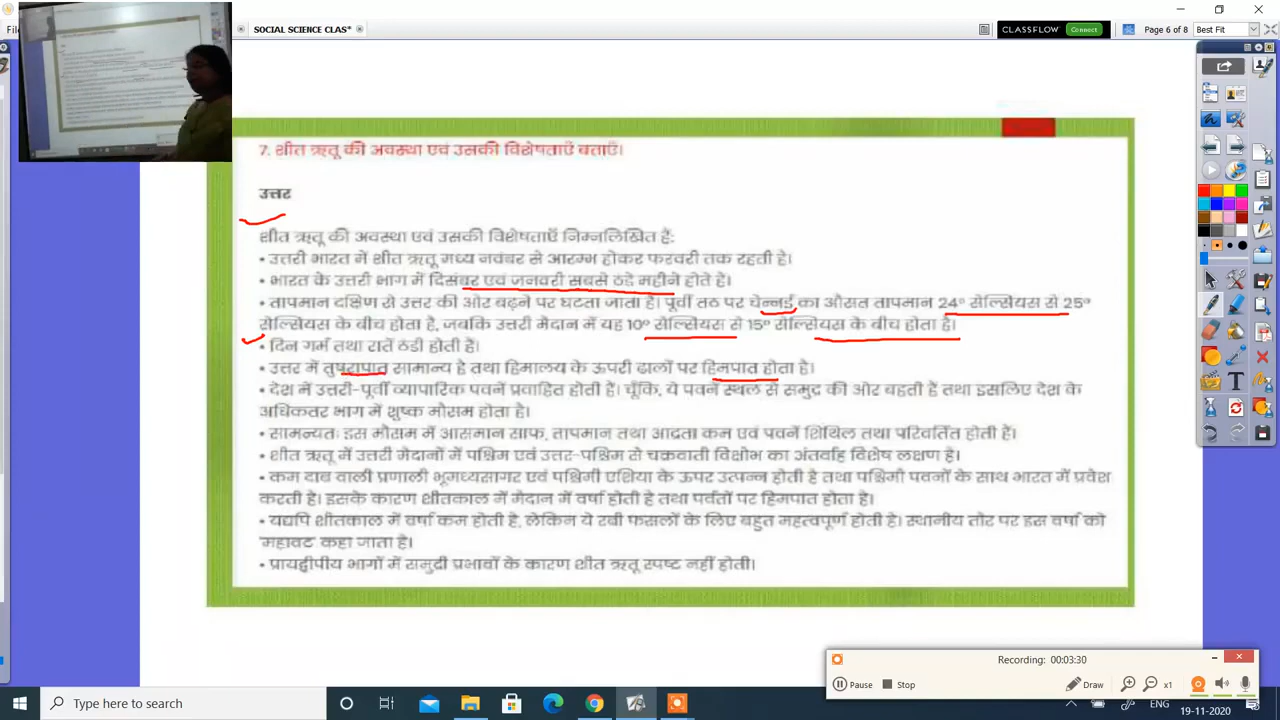 File
SOCIAL SCIENCE CLAS*
CLASSFLOW Connect
Page 6 of 8
Best Fit
7. शीत ऋतू की अवस्था एवं उसकी विशेषताएँ बताएँ।
उत्तर
शीत ऋतू की अवस्था एवं उसकी विशेषताएँ निम्नलिखित हैं:
• उत्तरी भारत में शीत ऋतू मध्य नवंबर से आरम्भ होकर फरवरी तक रहती है।
• भारत के उत्तरी भाग में दिसंबर एवं जनवरी सबसे ठंडे महीने होते है।
• तापमान दक्षिण से उत्तर की ओर बढ़ने पर घटता जाता है। पूर्वी तठ पर चेन्नई का औसत तापमान 24° सेल्सियस से 25°
सेल्सियस के बीच होता है, जबकि उत्तरी मैदान में यह 10° सेल्सियस से 15° सेल्सियस के बीच होता है।
• दिन गर्म तथा रातें ठंडी होती हैं।
• उत्तर में तुषरापात सामान्य है तथा हिमालय के ऊपरी ढालों पर हिमपात होता है।
• देश में उत्तरी-पूर्वी व्यापारिक पवनें प्रवाहित होती हैं। चूँकि, ये पवनें स्थल से समुद्र की ओर बहती हैं तथा इसलिए देश के
अधिकतर भाग में शुष्क मौसम होता है।
• सामन्यतः इस मौसम में आसमान साफ, तापमान तथा आद्रता कम एवं पवनें शिथिल तथा परिवर्तित होती हैं।
• शीत ऋतू में उत्तरी मैदानों में पश्चिम एवं उत्तर-पश्चिम से चक्रवाती विक्षोभ का अंतर्वाह विशेष लक्षण है।
• कम दाब वाली प्रणाली भूमध्यसागर एवं पश्चिमी एशिया के ऊपर उत्पन्न होती है तथा पश्चिमी पवनों के साथ भारत में प्रवेश
करती है। इसके कारण शीतकाल में मैदान में वर्षा होती है तथा पर्वतों पर हिमपात होता है।
• यद्यपि शीतकाल में वर्षा कम होती है, लेकिन ये रबी फसलों के लिए बहुत महत्वपूर्ण होती है। स्थानीय तौर पर इस वर्षा को
'महावट' कहा जाता है।
• प्रायद्वीपीय भागों में समुद्री प्रभावों के कारण शीत ऋतू स्पष्ट नहीं होती।
Recording: 00:03:30
Pause Stop Draw x1
Type here to search
ENG 19-11-2020